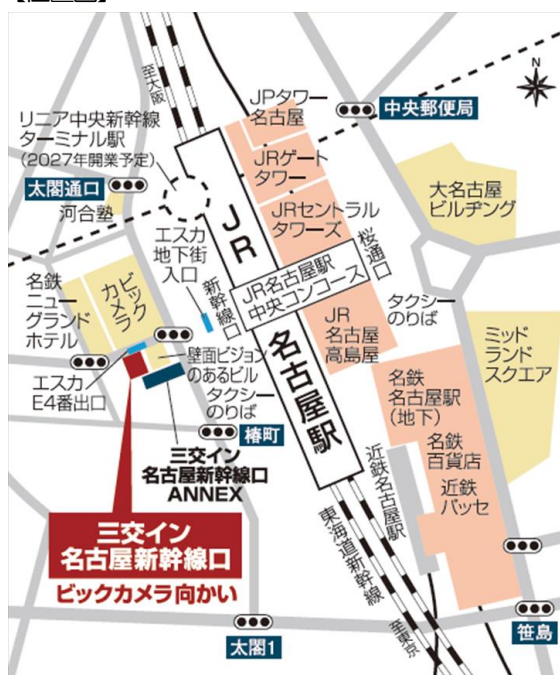 N
至大阪
JPタワー
名古屋
中央郵便局
リニア中央新幹線
ターミナル駅
(2027年開業予定)
JRゲート
タワー
太閤通口
河合塾
大名古屋
ビルヂング
JRセントラル
タワーズ
エスカ
地下街
入口
JR
名古屋駅
桜通口
新幹線口
JR名古屋駅
中央コンコース
名鉄
ニュー
グランド
ホテル
ビック
カメラ
タクシー
のりば
JR
名古屋
高島屋
ミッド
ランド
スクエア
壁面ビジョン
のあるビル
エスカ
E4番出口
タクシー
のりば
名鉄
名古屋駅
(地下)
椿町
三交イン
名古屋新幹線口
ANNEX
名鉄
百貨店
近鉄
パッセ
近鉄名古屋駅
三交イン
名古屋新幹線口
ビックカメラ向かい
東海道新幹線
至東京
太閤1
笹島